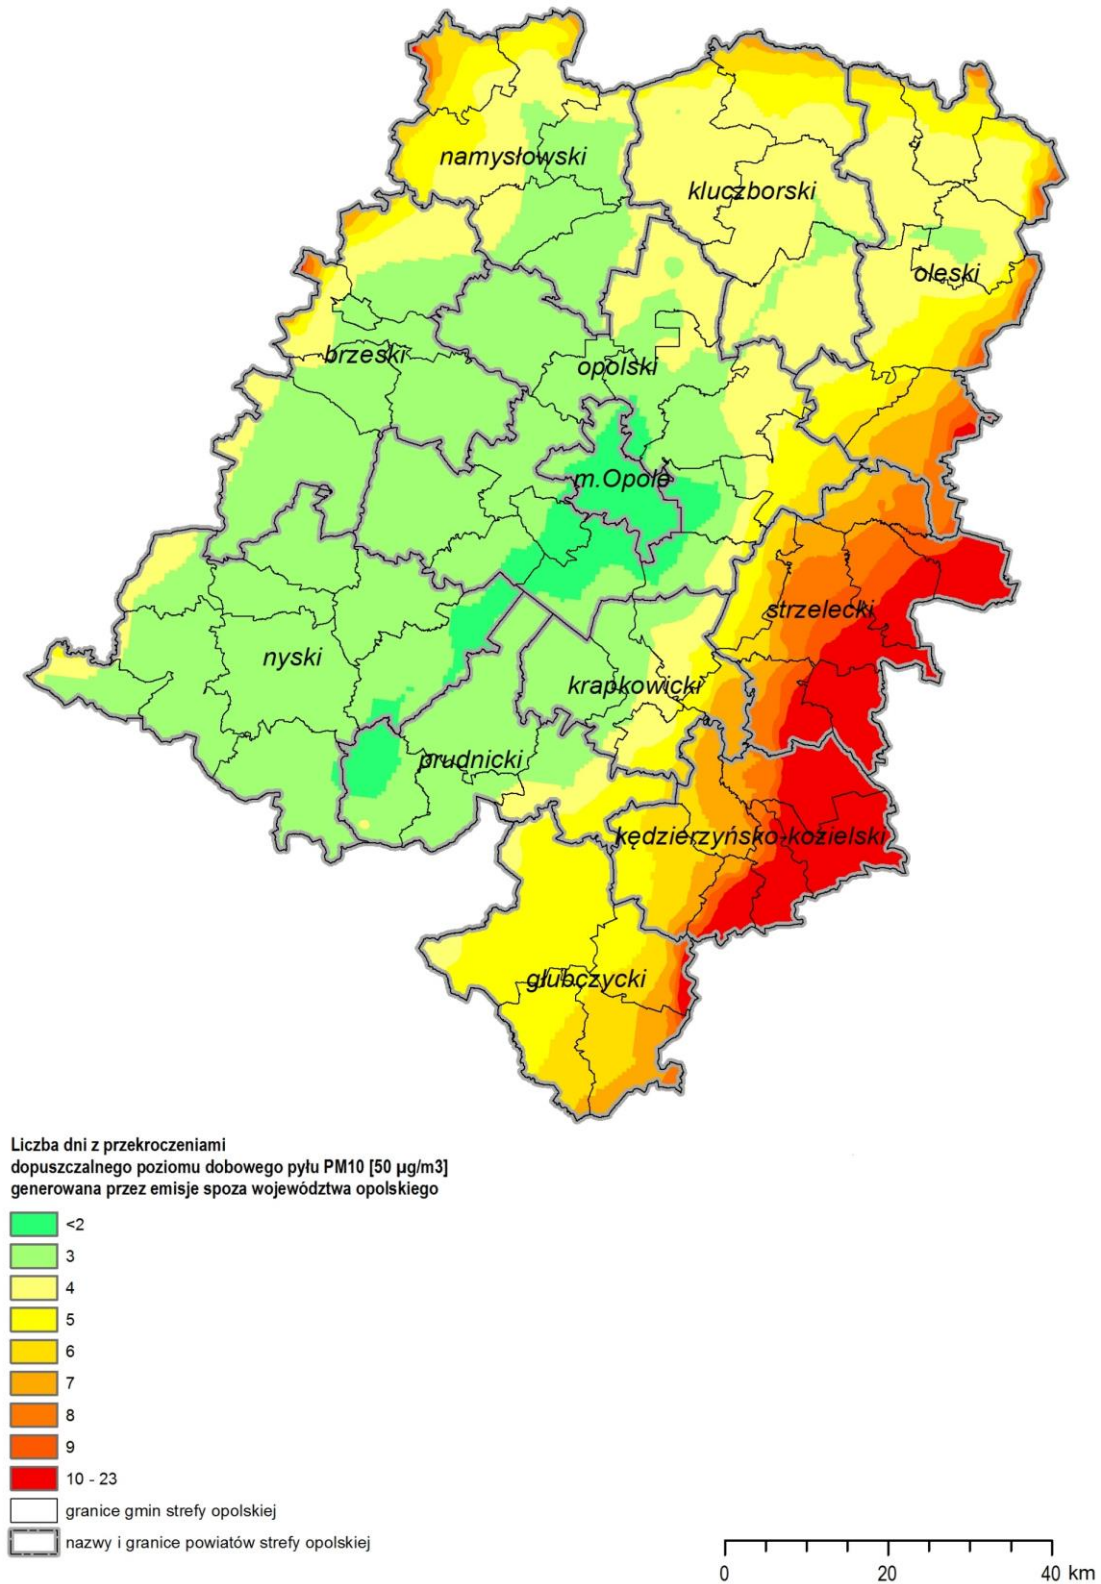 namysłowski
kluczborski
oleski
brzeski
opolski
m.Opole
strzelecki
nyski
krapkowicki
prudnicki
kędzierzyńsko-kozielski
głubczycki
Liczba dni z przekroczeniami
dopuszczalnego poziomu dobowego pyłu PM10 [50 µg/m3]
generowana przez emisje spoza województwa opolskiego
<2
3
4
5
6
7
8
9
10 - 23
granice gmin strefy opolskiej
nazwy i granice powiatów strefy opolskiej
0 20 40 km